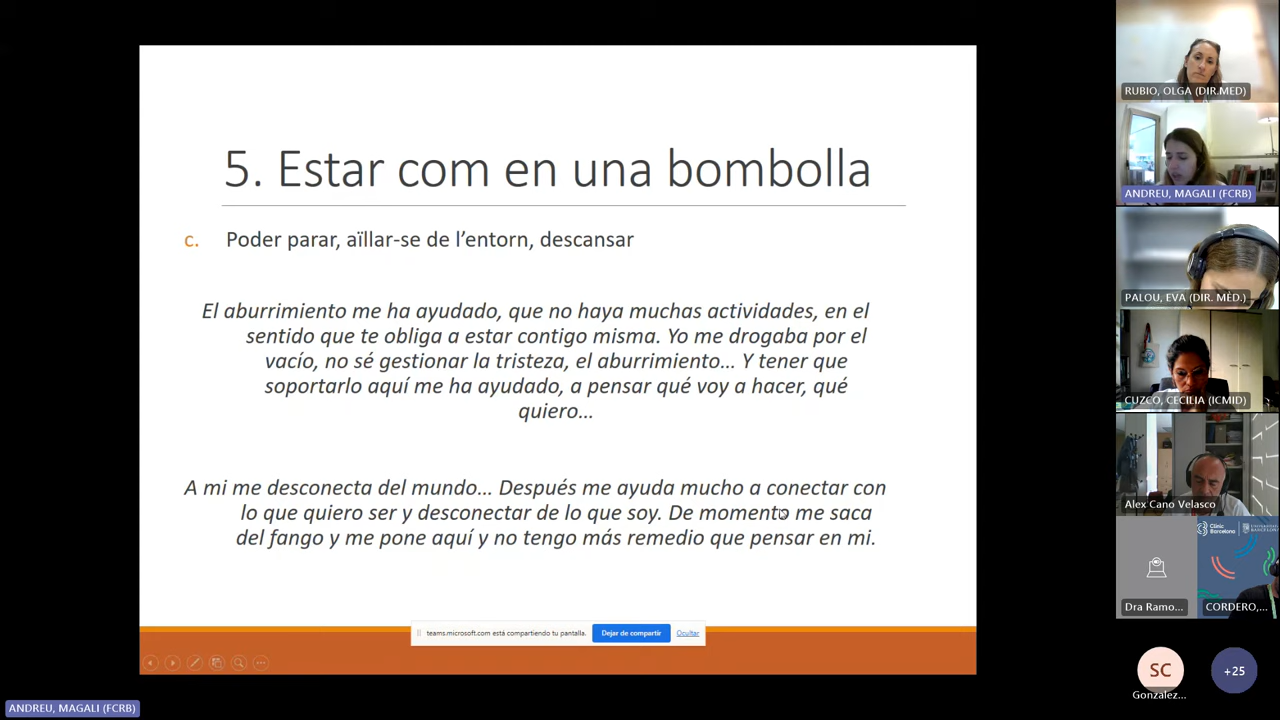 5. Estar com en una bombolla
c. Poder parar, aïllar-se de l’entorn, descansar
El aburrimiento me ha ayudado, que no haya muchas actividades, en el
sentido que te obliga a estar contigo misma. Yo me drogaba por el
vacío, no sé gestionar la tristeza, el aburrimiento… Y tener que
soportarlo aquí me ha ayudado, a pensar qué voy a hacer, qué
quiero…
A mi me desconecta del mundo… Después me ayuda mucho a conectar con
lo que quiero ser y desconectar de lo que soy. De momento me saca
del fango y me pone aquí y no tengo más remedio que pensar en mi.
teams.microsoft.com está compartiendo tu pantalla.
Dejar de compartir
Ocultar
ANDREU, MAGALI (FCRB)
RUBIO, OLGA (DIR.MED)
ANDREU, MAGALI (FCRB)
PALOU, EVA (DIR. MÈD.)
CUZCO, CECILIA (ICMID)
Alex Cano Velasco
Clínic
Barcelona
Dra Ramo...
CORDERO,...
SC
Gonzalez...
+25